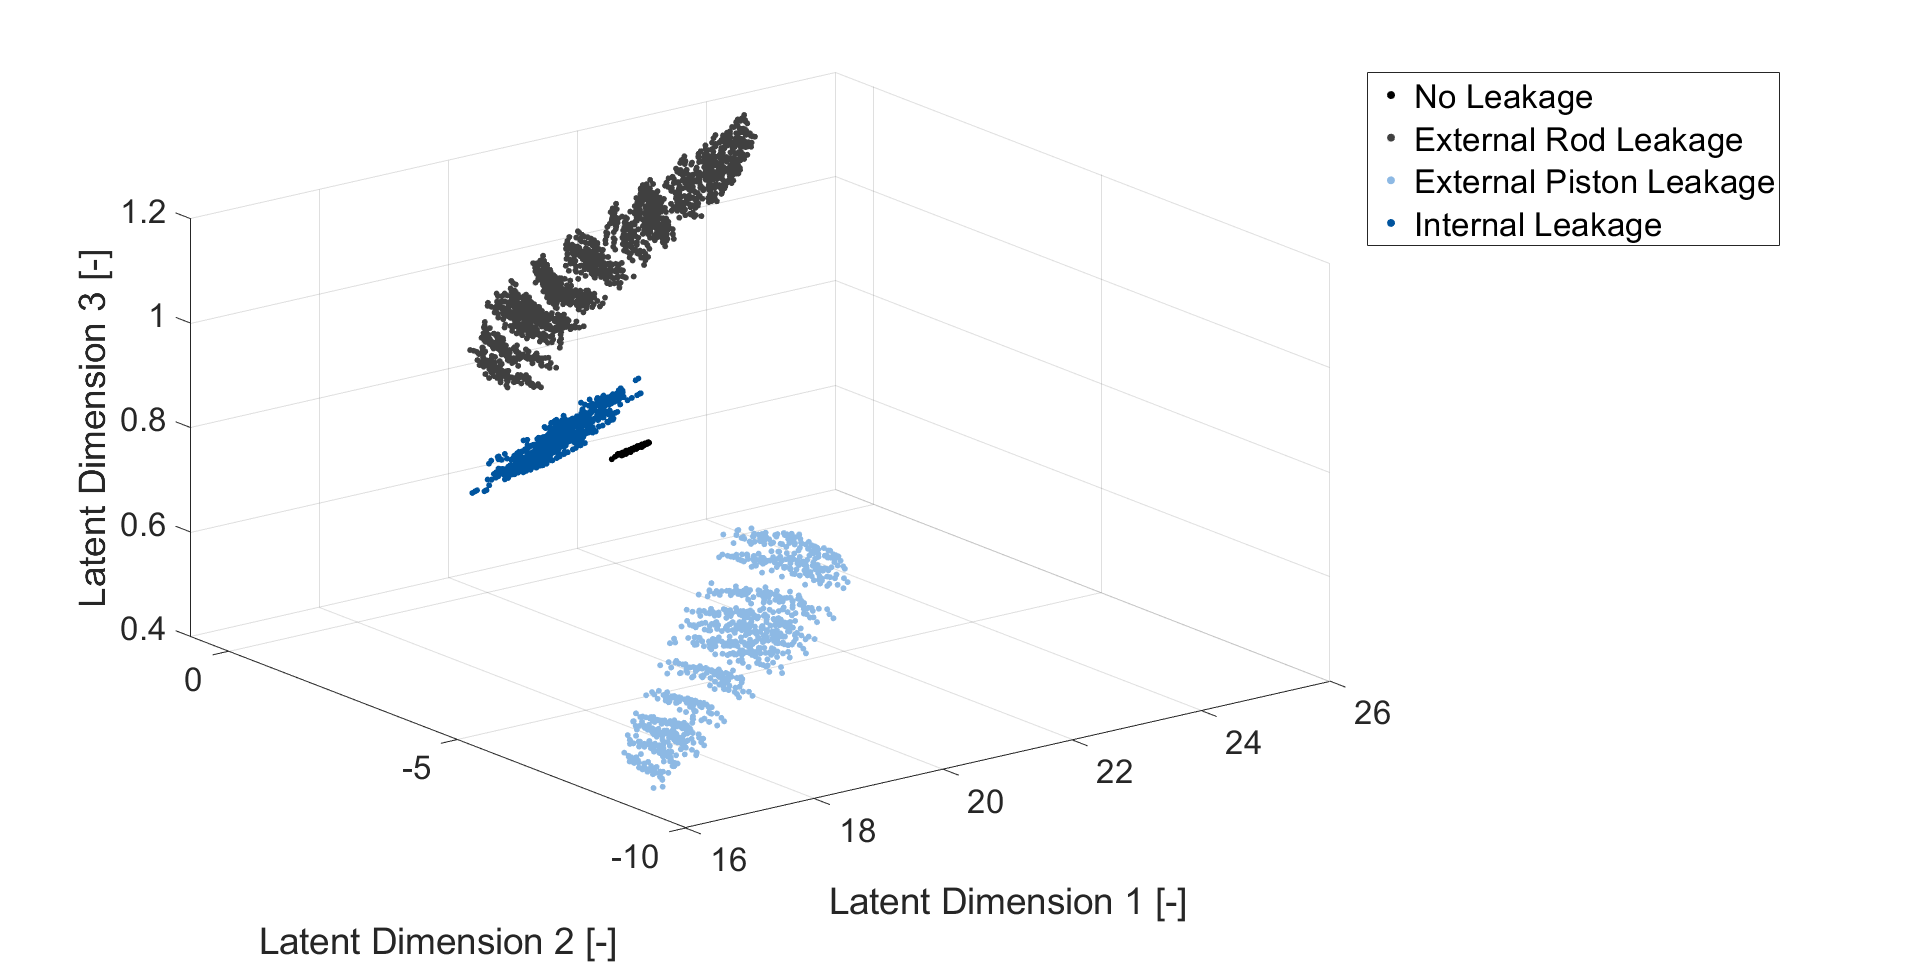 No Leakage
External Rod Leakage
External Piston Leakage
Internal Leakage
Latent Dimension 3 [-]
1.2
1
0.8
0.6
0.4
0
-5
-10
Latent Dimension 2 [-]
16
18
20
22
24
26
Latent Dimension 1 [-]